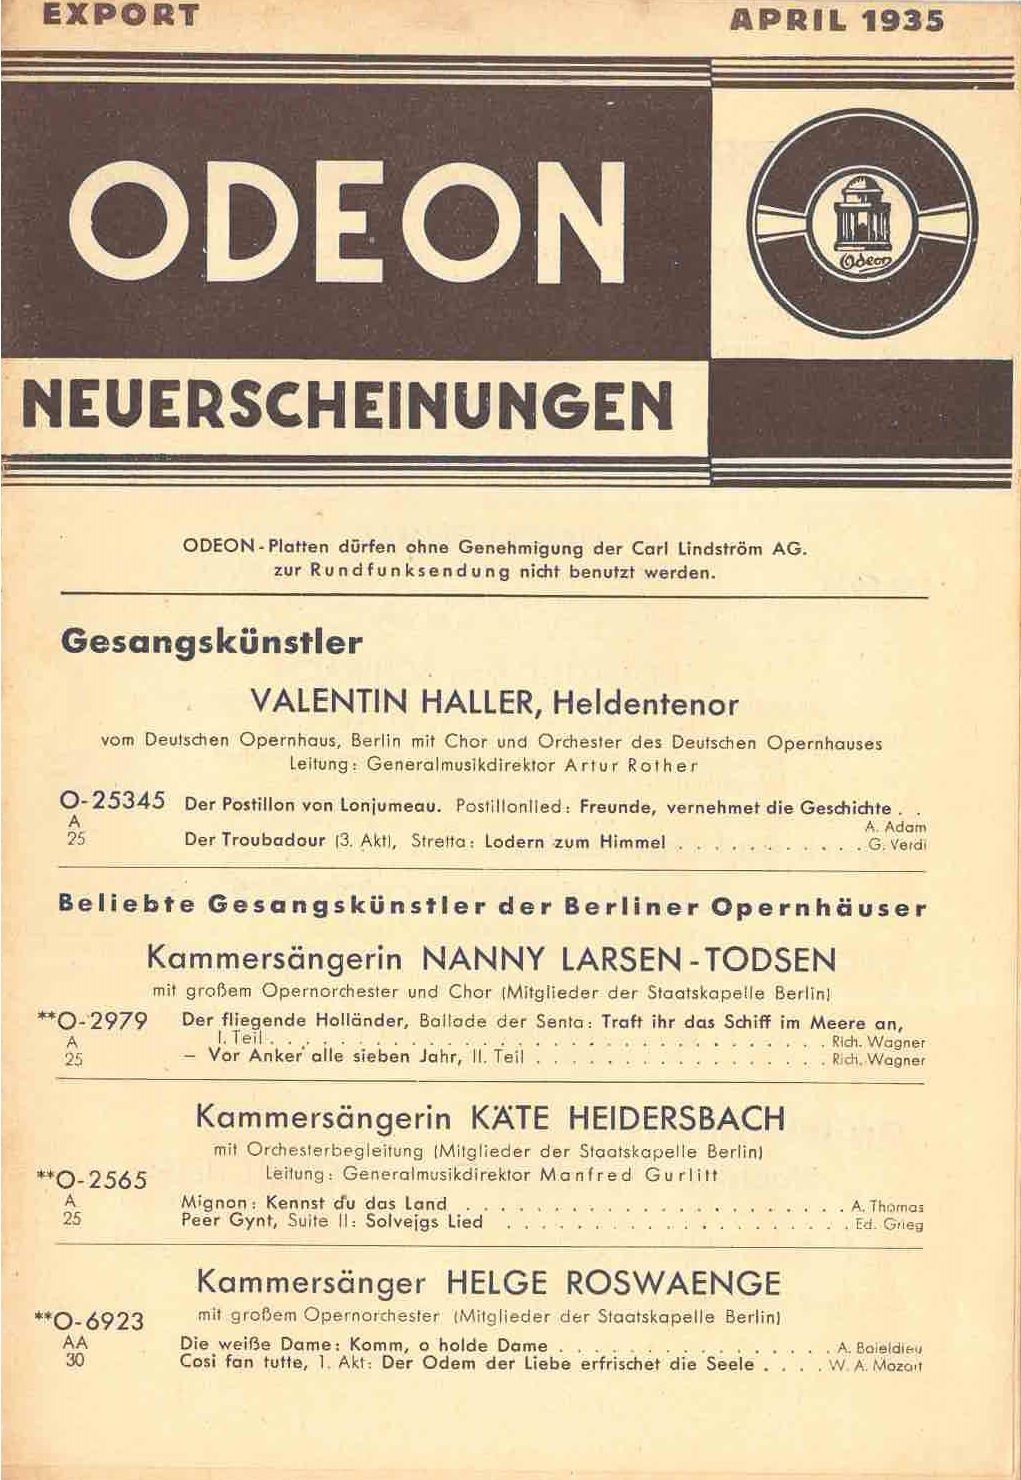 EXPORT
APRIL 1935
ODEON
Odeon
NEUERSCHEINUNGEN
ODEON-Platten dürfen ohne Genehmigung der Carl Lindström AG.
zur Rundfunksendung nicht benutzt werden.
Gesangskünstler
VALENTIN HALLER, Heldentenor
vom Deutschen Opernhaus, Berlin mit Chor und Orchester des Deutschen Opernhauses
Leitung: Generalmusikdirektor Artur Rother
O-25345 Der Postillon von Lonjumeau. Postillonlied: Freunde, vernehmet die Geschichte . .
A A. Adam
25 Der Troubadour (3. Akt), Stretta: Lodern zum Himmel . . . . . . . . . . . G. Verdi
Beliebte Gesangskünstler der Berliner Opernhäuser
Kammersängerin NANNY LARSEN-TODSEN
mit großem Opernorchester und Chor (Mitglieder der Staatskapelle Berlin)
**O-2979 Der fliegende Holländer, Ballade der Senta: Traft ihr das Schiff im Meere an,
A I. Teil . . . . . . . . . . . . . . . . . . . . . . . Rich. Wagner
25 – Vor Anker alle sieben Jahr, II. Teil . . . . . . . . . . . . . . . . Rich. Wagner
Kammersängerin KÄTE HEIDERSBACH
mit Orchesterbegleitung (Mitglieder der Staatskapelle Berlin)
Leitung: Generalmusikdirektor Manfred Gurlitt
**O-2565
A Mignon: Kennst du das Land . . . . . . . . . . . . . . . . . . . . . A. Thomas
25 Peer Gynt, Suite II: Solvejgs Lied . . . . . . . . . . . . . . . . . . . Ed. Grieg
Kammersänger HELGE ROSWAENGE
**O-6923 mit großem Opernorchester (Mitglieder der Staatskapelle Berlin)
AA Die weiße Dame: Komm, o holde Dame . . . . . . . . . . . . . . . A. Boieldieu
30 Cosi fan tutte, 1. Akt: Der Odem der Liebe erfrischet die Seele . . . . W. A. Mozart